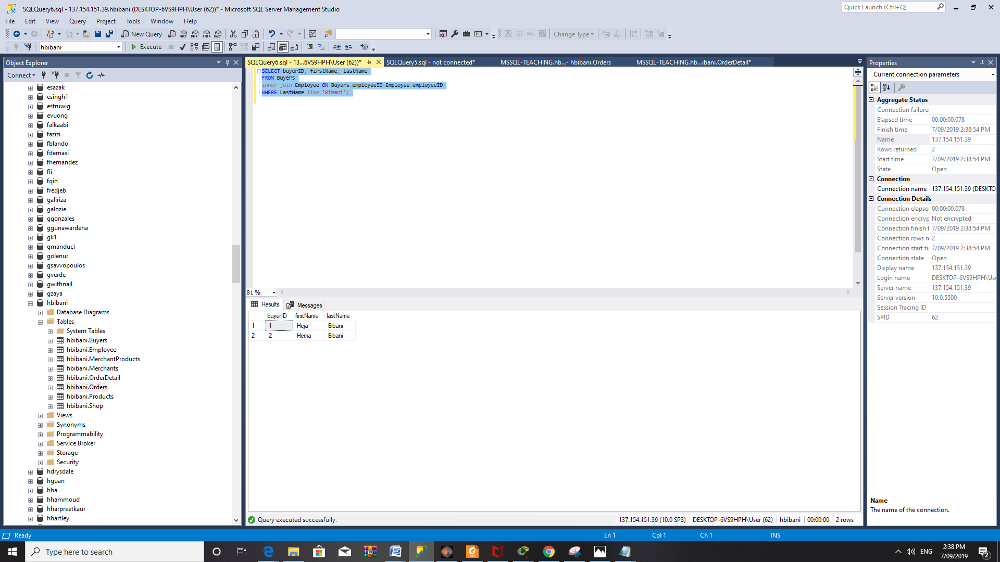 SQLQuery6.sql - 137.154.151.39.hbibani (DESKTOP-6VS9HPH\User (62))* - Microsoft SQL Server Management Studio
Quick Launch (Ctrl+Q)
File Edit View Query Project Tools Window Help
New Query
MDX DMX XMLA DAX
Change Type
hbibani
Execute
Object Explorer
Connect
esazak
esingh1
estruwig
evuong
falkaabi
fazizi
fblando
fdemasi
fhernandez
fli
fqin
fredjeb
galiriza
galozie
ggonzales
ggunawardena
gli1
gmanduci
golenur
gsavvopoulos
gverde
gwithnall
gzaya
hbibani
Database Diagrams
Tables
System Tables
hbibani.Buyers
hbibani.Employee
hbibani.MerchantProducts
hbibani.Merchants
hbibani.OrderDetail
hbibani.Orders
hbibani.Products
hbibani.Shop
Views
Synonyms
Programmability
Service Broker
Storage
Security
hdrysdale
hguan
hha
hhammoud
hharpreetkaur
hhartley
SQLQuery6.sql - 13...6VS9HPH\User (62))* SQLQuery5.sql - not connected* MSSQL-TEACHING.hb...- hbibani.Orders MSSQL-TEACHING.hb...ibani.OrderDetail*
SELECT buyerID, firstName, lastName
FROM Buyers
inner join Employee ON Buyers.employeeID=Employee.employeeID
WHERE LastName like 'Bibani';
81 %
Results Messages
buyerID firstName lastName
1 1 Heja Bibani
2 2 Hema Bibani
Query executed successfully. 137.154.151.39 (10.0 SP3) DESKTOP-6VS9HPH\User (62) hbibani 00:00:00 2 rows
Properties
Current connection parameters
Aggregate Status
Connection failures
Elapsed time 00:00:00.078
Finish time 7/09/2019 2:38:54 PM
Name 137.154.151.39
Rows returned 2
Start time 7/09/2019 2:38:54 PM
State Open
Connection
Connection name 137.154.151.39 (DESKTO
Connection Details
Connection elapse 00:00:00.078
Connection encryp Not encrypted
Connection finish t 7/09/2019 2:38:54 PM
Connection rows re 2
Connection start ti 7/09/2019 2:38:54 PM
Connection state Open
Display name 137.154.151.39
Login name DESKTOP-6VS9HPH\Use
Server name 137.154.151.39
Server version 10.0.5500
Session Tracing ID
SPID 62
Name
The name of the connection.
Ready Ln 1 Col 1 Ch 1 INS
Type here to search
ENG
2:38 PM
7/09/2019
2